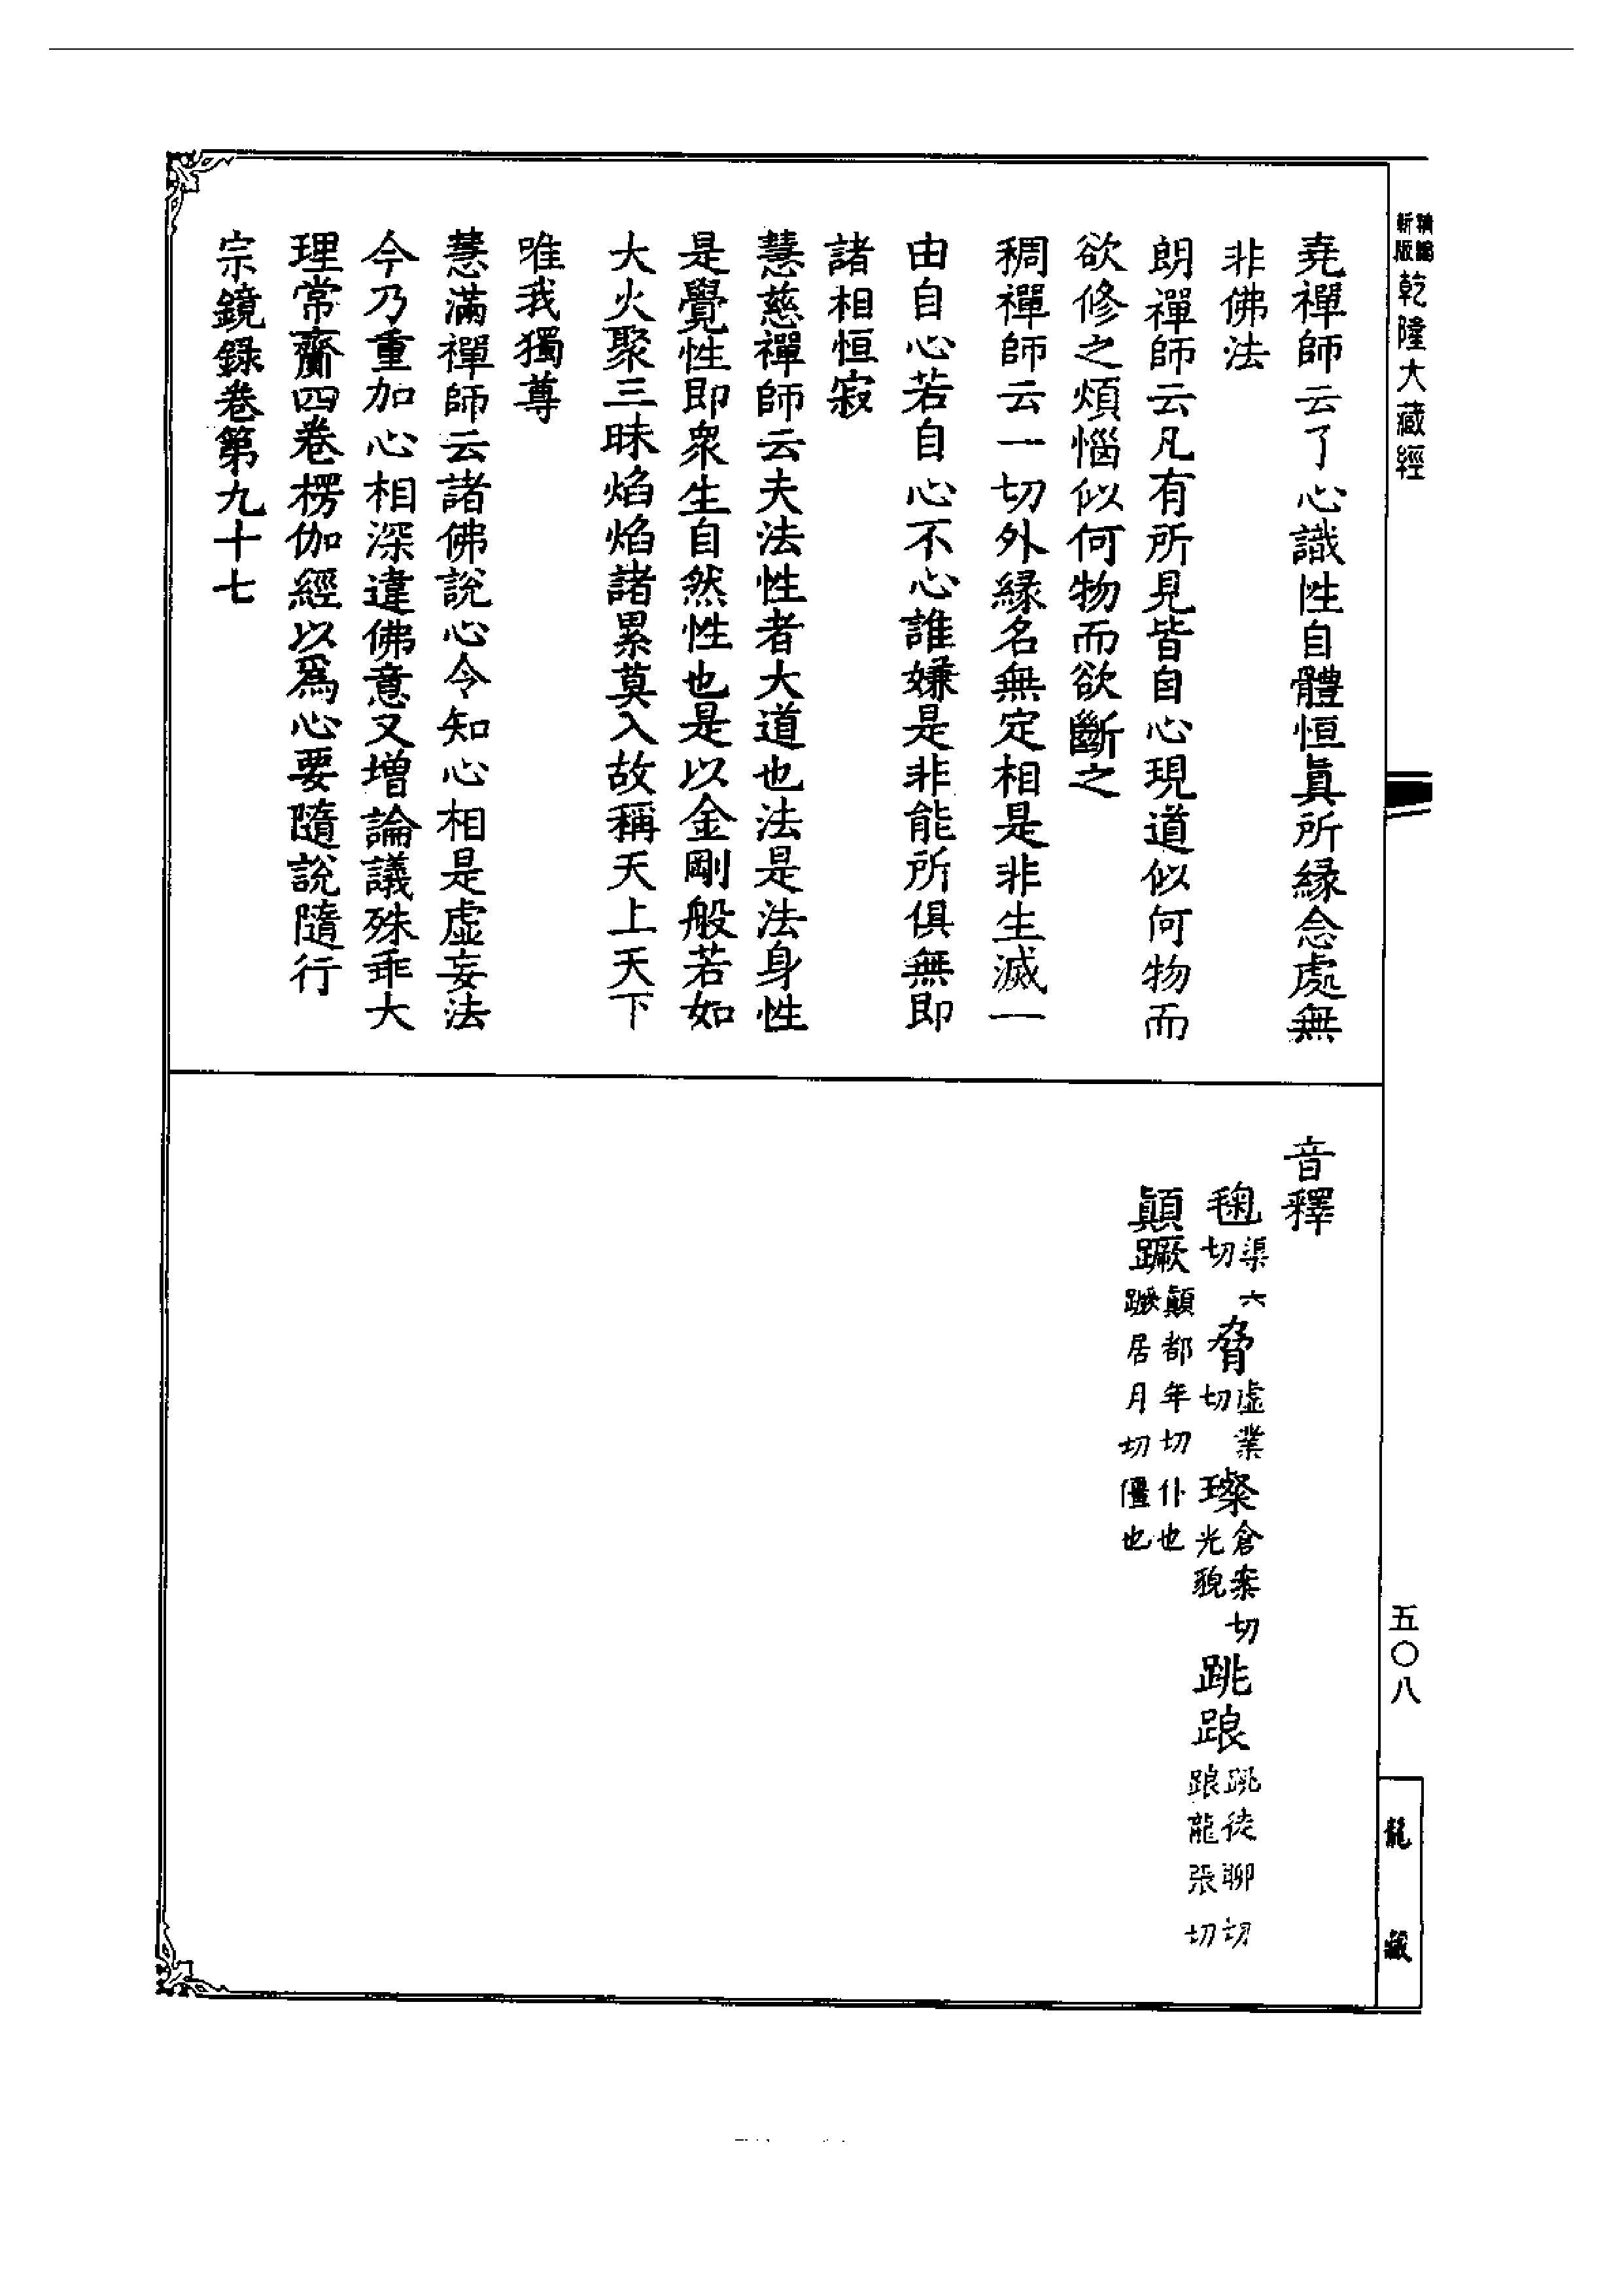 新版精編乾隆大藏經
堯禪師云了心識性自體恒眞所緣念處無
非佛法
朗禪師云凡有所見皆自心現道似何物而
欲修之煩惱似何物而欲斷之
稠禪師云一切外緣名無定相是非生滅一
由自心若自心不心誰嫌是非能所俱無即
諸相恒寂
慧慈禪師云夫法性者大道也法是法身性
是覺性即衆生自然性也是以金剛般若如
大火聚三昧焰焰諸累莫入故稱天上天下
唯我獨尊
慧滿禪師云諸佛說心令知心相是虛妄法
今乃重加心相深違佛意又增論議殊乖大
理常齎四卷楞伽經以爲心要隨說隨行
宗鏡録卷第九十七
音釋
毱渠六切脅虛業切璨倉案切光貌跳踉跳徒聊切踉龍張切
顚蹶顚都年切仆也蹶居月切僵也
五〇八
龍藏